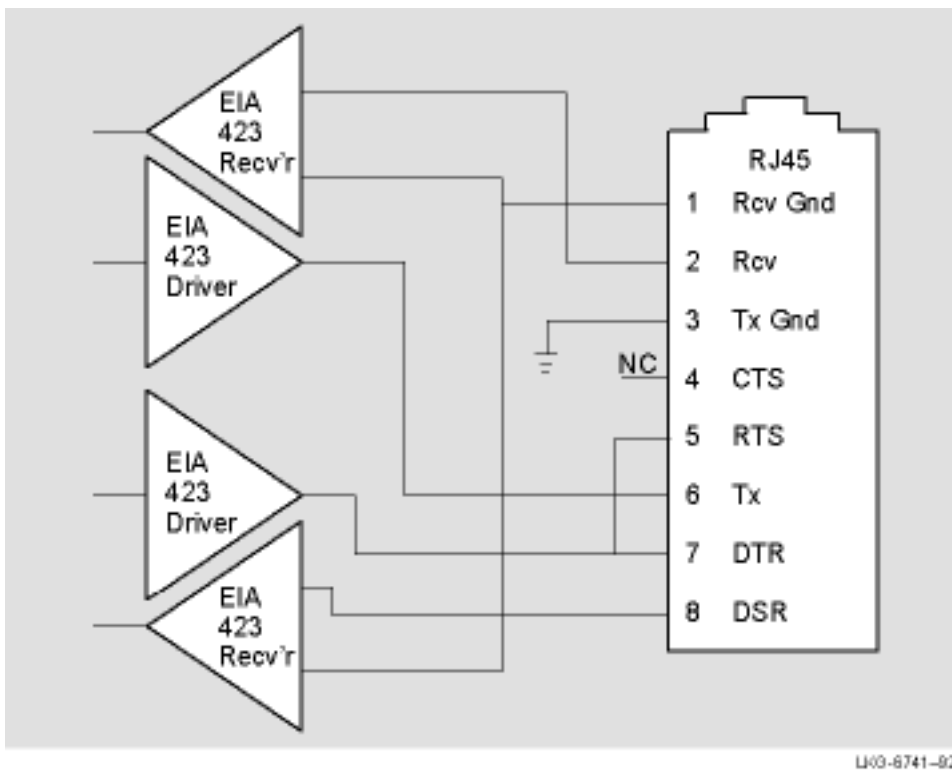 EIA
423
Recv'r
EIA
423
Driver
EIA
423
Driver
EIA
423
Recv'r
NC
RJ45
1 Rcv Gnd
2 Rcv
3 Tx Gnd
4 CTS
5 RTS
6 Tx
7 DTR
8 DSR